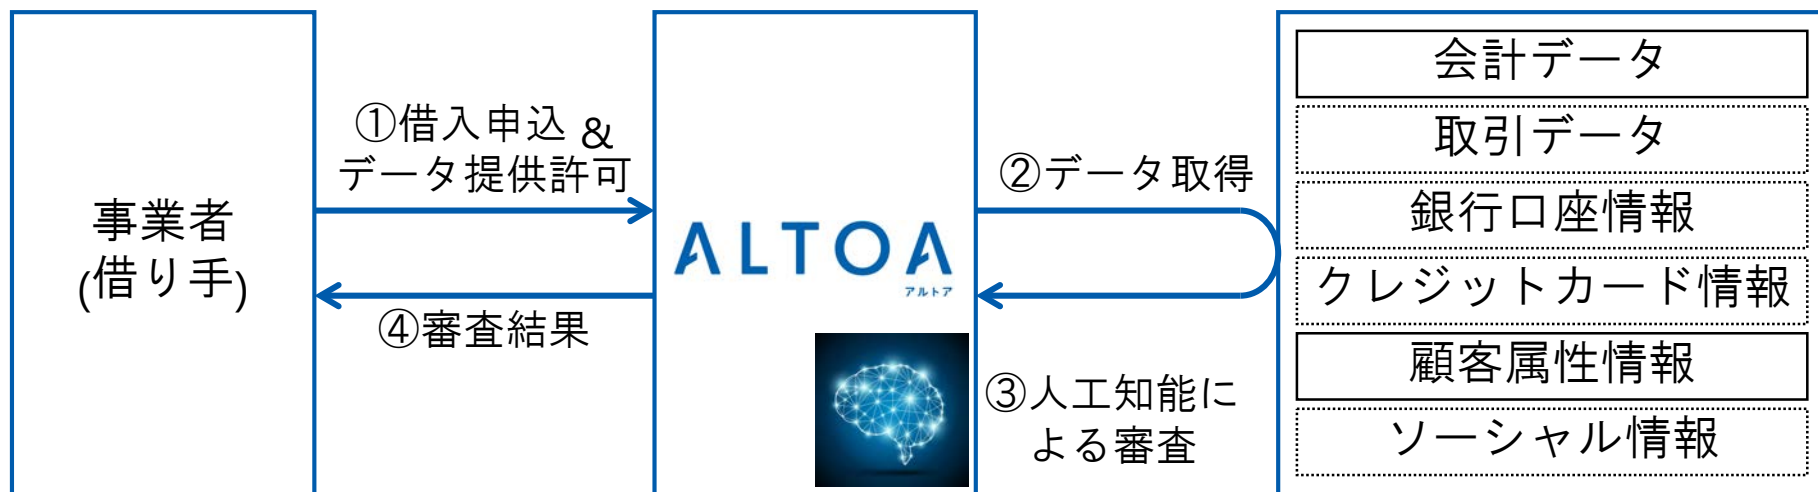 事業者
(借り手)
①借入申込 &
データ提供許可
④審査結果
ALTOA
アルトア
②データ取得
③人工知能に
よる審査
会計データ
取引データ
銀行口座情報
クレジットカード情報
顧客属性情報
ソーシャル情報